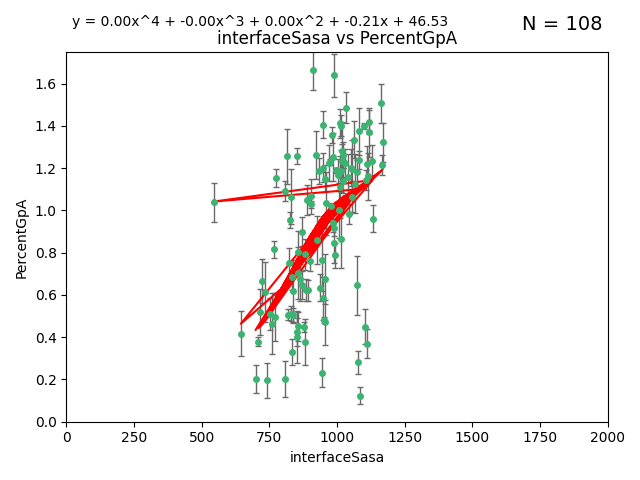 y = 0.00x^4 + -0.00x^3 + 0.00x^2 + -0.21x + 46.53
N = 108
interfaceSasa vs PercentGpA
PercentGpA
1.6
1.4
1.2
1.0
0.8
0.6
0.4
0.2
0.0
0 250 500 750 1000 1250 1500 1750 2000
interfaceSasa